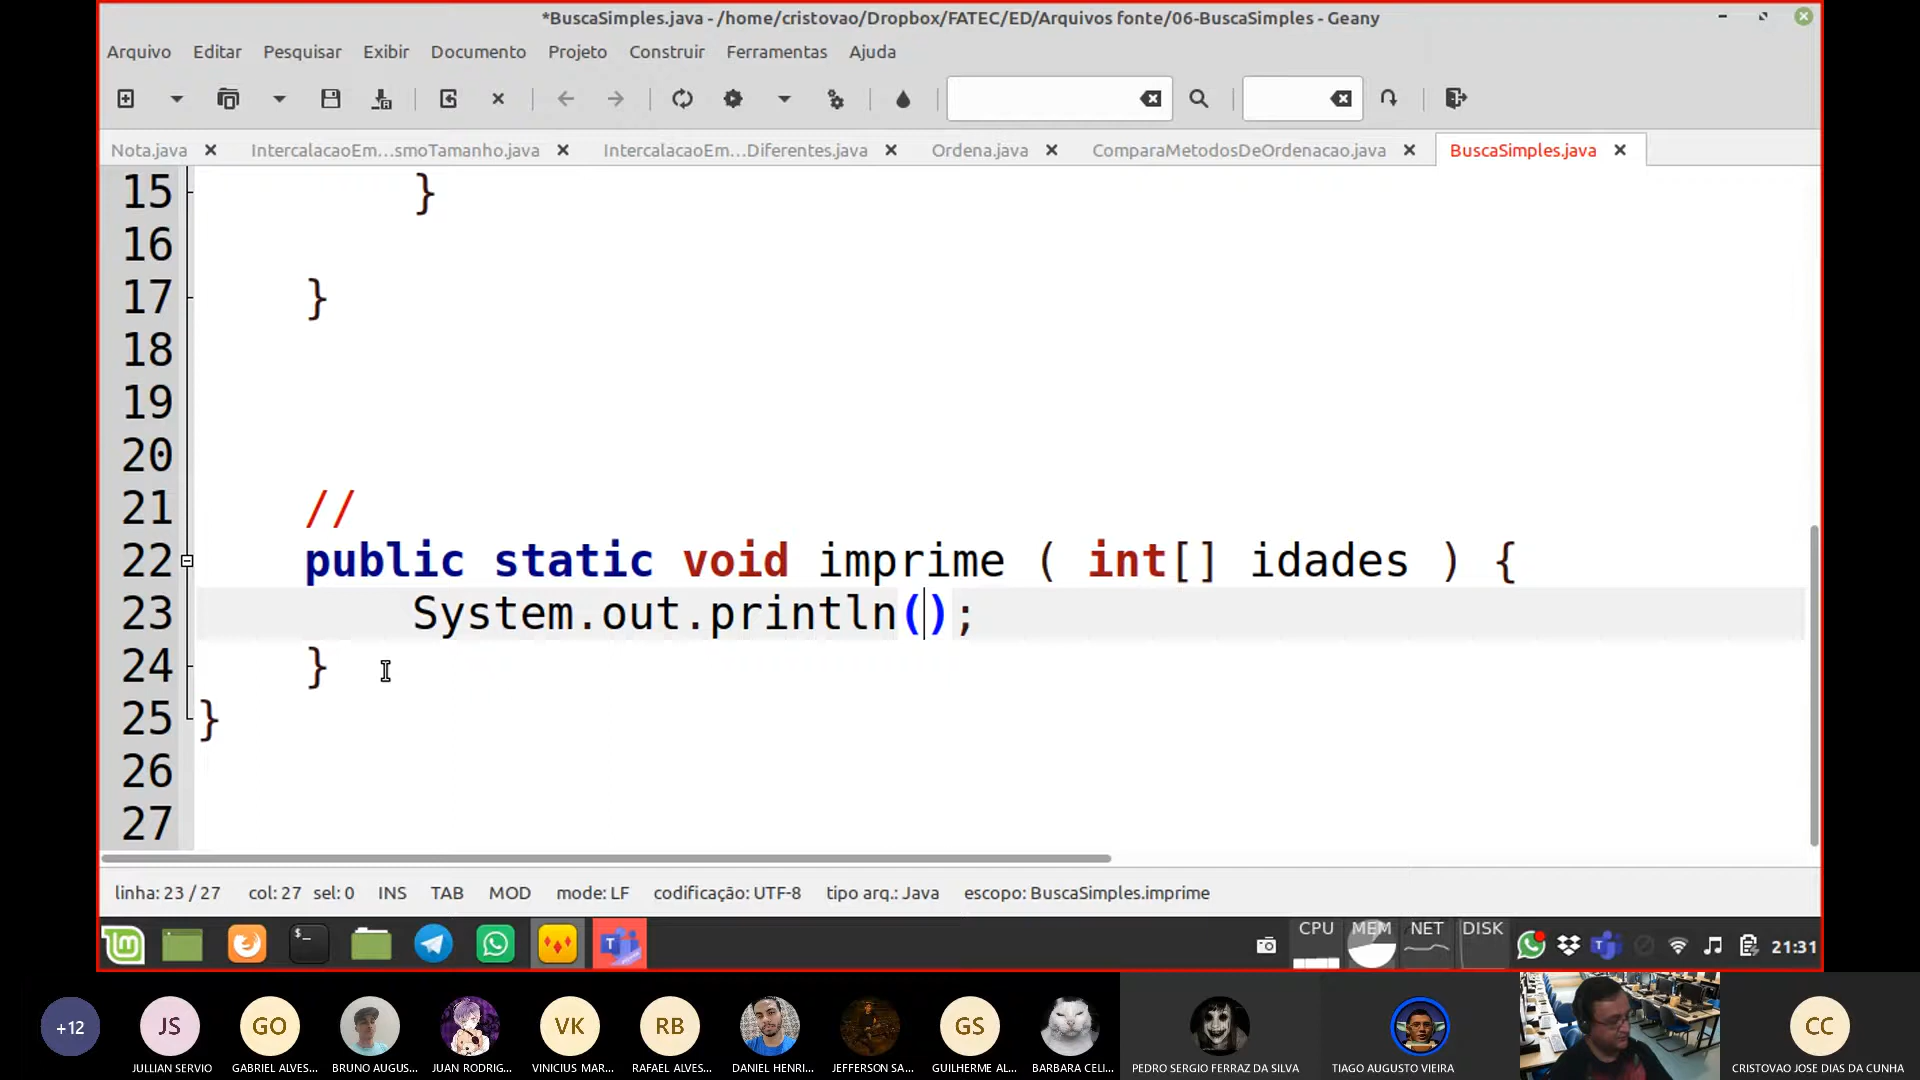 *BuscaSimples.java - /home/cristovao/Dropbox/FATEC/ED/Arquivos fonte/06-BuscaSimples - Geany
Arquivo Editar Pesquisar Exibir Documento Projeto Construir Ferramentas Ajuda
Nota.java IntercalacaoEm...smoTamanho.java IntercalacaoEm...Diferentes.java Ordena.java ComparaMetodosDeOrdenacao.java BuscaSimples.java
15 }
16
17 }
18
19
20
21 //
22 public static void imprime ( int[] idades ) {
23 System.out.println();
24 }
25 }
26
27
linha: 23 / 27 col: 27 sel: 0 INS TAB MOD mode: LF codificação: UTF-8 tipo arq.: Java escopo: BuscaSimples.imprime
CPU MEM NET DISK
21:31
+12 JS GO VK RB GS CC
JULLIAN SERVIO GABRIEL ALVES... BRUNO AUGUS... JUAN RODRIG... VINICIUS MAR... RAFAEL ALVES... DANIEL HENRI... JEFFERSON SA... GUILHERME AL... BARBARA CELI... PEDRO SERGIO FERRAZ DA SILVA TIAGO AUGUSTO VIEIRA CRISTOVAO JOSE DIAS DA CUNHA